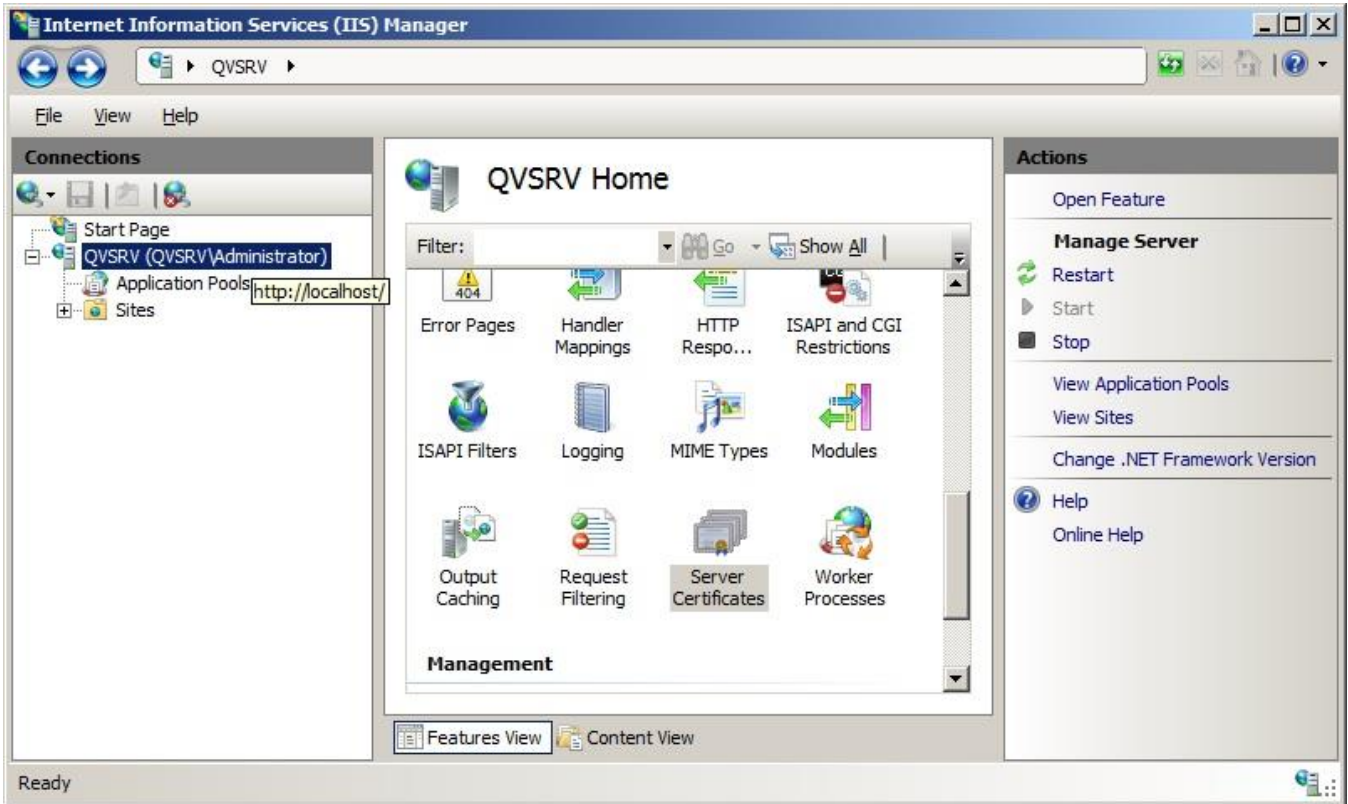 Internet Information Services (IIS) Manager
QVSRV
File View Help
Connections
Start Page
QVSRV (QVSRV\Administrator)
Application Pools
http://localhost/
Sites
QVSRV Home
Filter:
Go
Show All
404
Error Pages
Handler
Mappings
HTTP
Respo...
ISAPI and CGI
Restrictions
ISAPI Filters
Logging
MIME Types
Modules
Output
Caching
Request
Filtering
Server
Certificates
Worker
Processes
Management
Features View
Content View
Actions
Open Feature
Manage Server
Restart
Start
Stop
View Application Pools
View Sites
Change .NET Framework Version
Help
Online Help
Ready